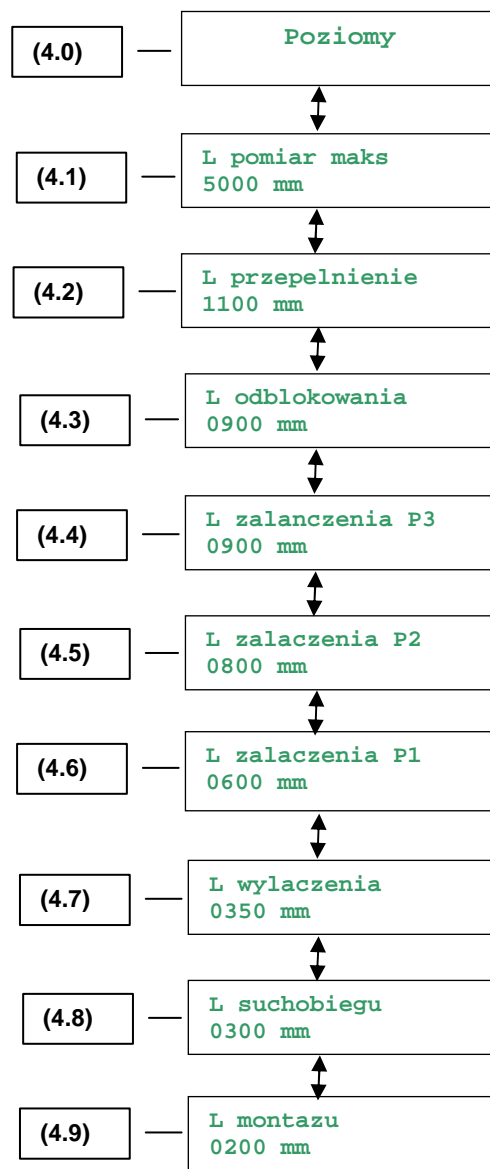 (4.0)
Poziomy
(4.1)
L pomiar maks
5000 mm
(4.2)
L przepelnienie
1100 mm
(4.3)
L odblokowania
0900 mm
(4.4)
L zalanczenia P3
0900 mm
(4.5)
L zalaczenia P2
0800 mm
(4.6)
L zalaczenia P1
0600 mm
(4.7)
L wylaczenia
0350 mm
(4.8)
L suchobiegu
0300 mm
(4.9)
L montazu
0200 mm